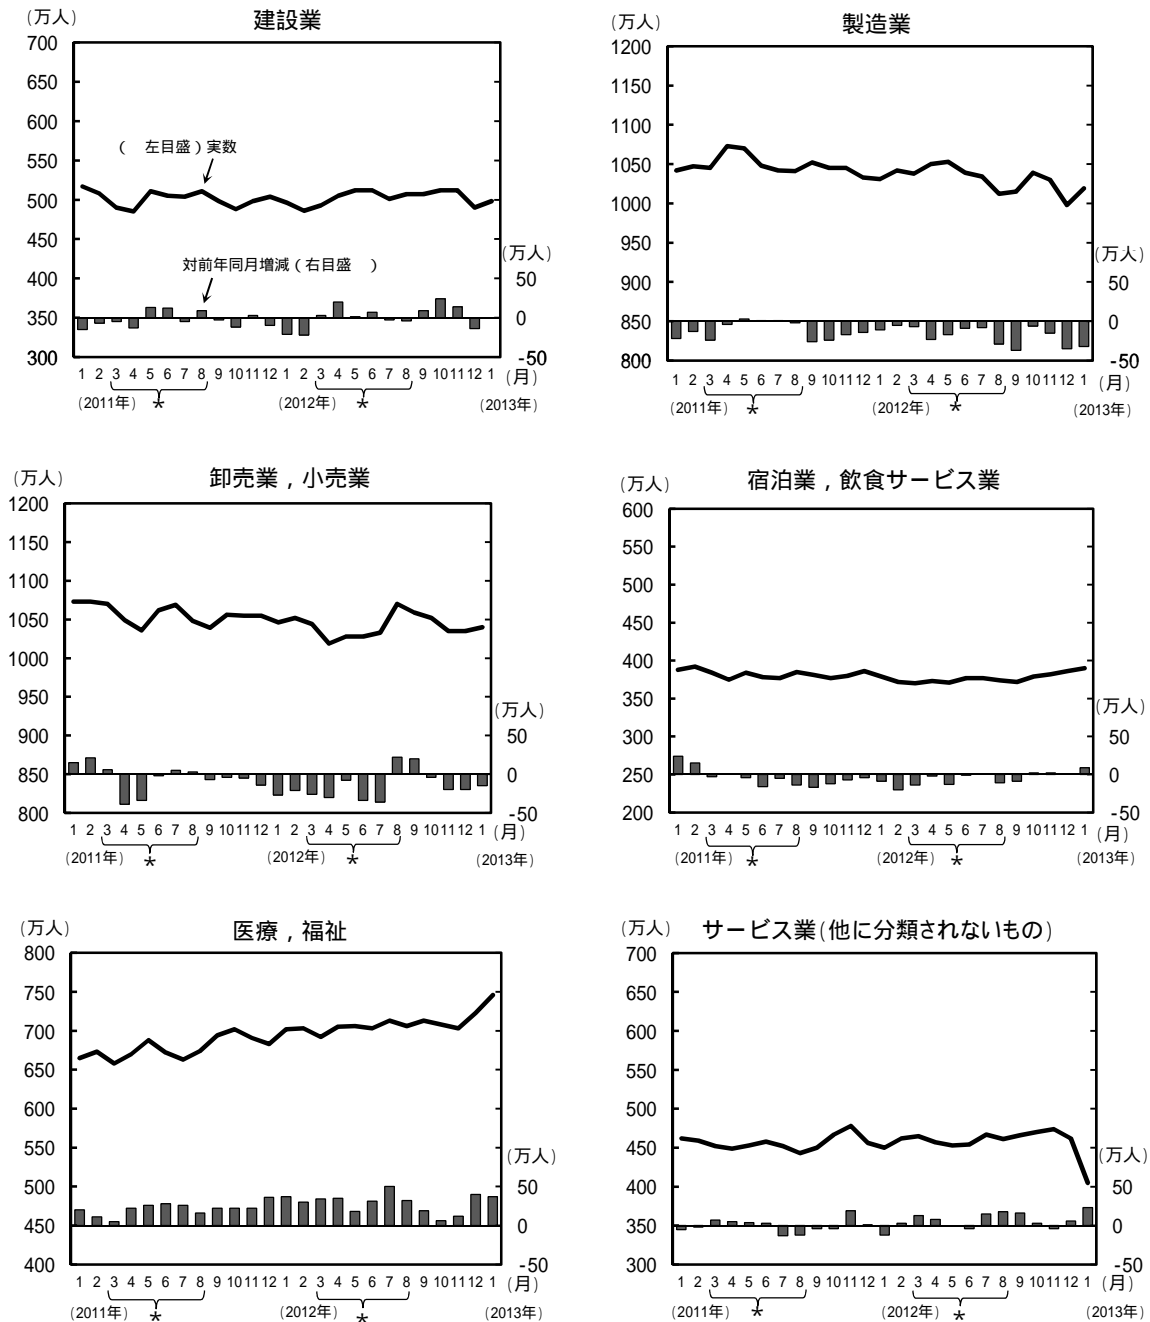 建設業
(万人)
700
650
600
550
500
450
400
350
300
( 左目盛)実数
対前年同月増減(右目盛 )
(万人)
50
0
-50
1 2 3 4 5 6 7 8 9 10 11 12 1 2 3 4 5 6 7 8 9 10 11 12 1 (月)
(2011年) * (2012年) * (2013年)
製造業
(万人)
1200
1150
1100
1050
1000
950
900
850
800
(万人)
50
0
-50
1 2 3 4 5 6 7 8 9 10 11 12 1 2 3 4 5 6 7 8 9 10 11 12 1 (月)
(2011年) * (2012年) * (2013年)
卸売業,小売業
(万人)
1200
1150
1100
1050
1000
950
900
850
800
(万人)
50
0
-50
1 2 3 4 5 6 7 8 9 10 11 12 1 2 3 4 5 6 7 8 9 10 11 12 1 (月)
(2011年) * (2012年) * (2013年)
宿泊業,飲食サービス業
(万人)
600
550
500
450
400
350
300
250
200
(万人)
50
0
-50
1 2 3 4 5 6 7 8 9 10 11 12 1 2 3 4 5 6 7 8 9 10 11 12 1 (月)
(2011年) * (2012年) * (2013年)
医療,福祉
(万人)
800
750
700
650
600
550
500
450
400
(万人)
50
0
-50
1 2 3 4 5 6 7 8 9 10 11 12 1 2 3 4 5 6 7 8 9 10 11 12 1 (月)
(2011年) * (2012年) * (2013年)
サービス業(他に分類されないもの)
(万人)
700
650
600
550
500
450
400
350
300
(万人)
50
0
-50
1 2 3 4 5 6 7 8 9 10 11 12 1 2 3 4 5 6 7 8 9 10 11 12 1 (月)
(2011年) * (2012年) * (2013年)